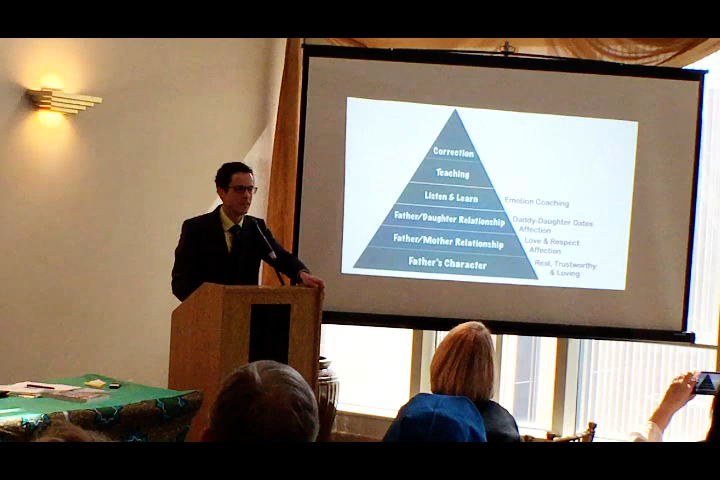 Correction
Teaching
Listen & Learn
Emotion Coaching
Father/Daughter Relationship
Daddy-Daughter Dates
Affection
Father/Mother Relationship
Love & Respect
Affection
Father's Character
Real, Trustworthy
& Loving